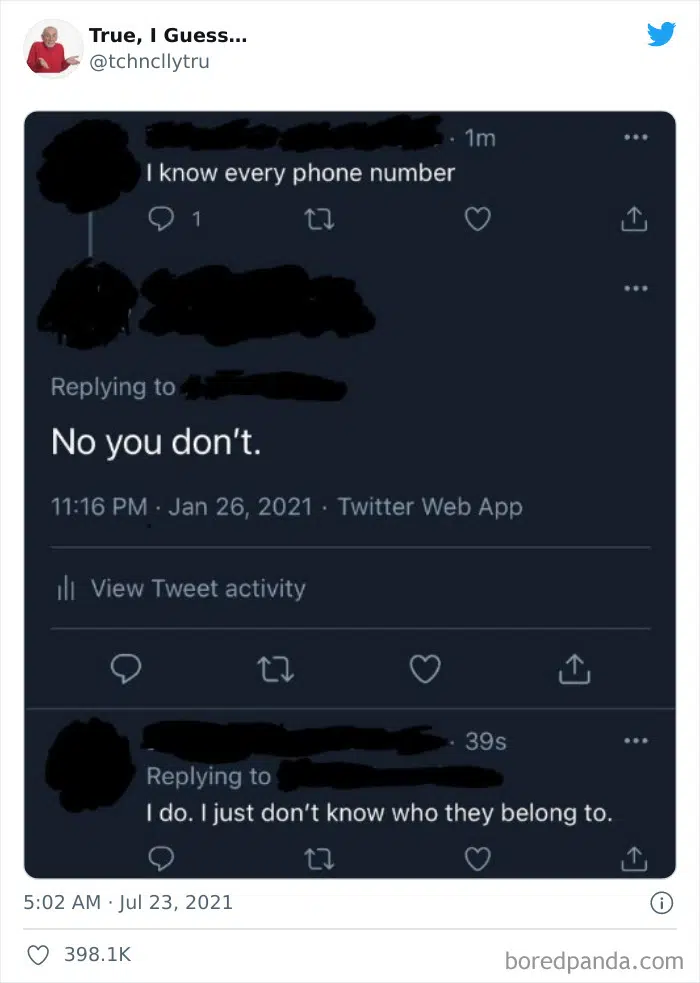 True, I Guess...
@tchncllytru
· 1m
I know every phone number
1
Replying to
No you don't.
11:16 PM · Jan 26, 2021 · Twitter Web App
View Tweet activity
· 39s
Replying to
I do. I just don't know who they belong to.
5:02 AM · Jul 23, 2021
398.1K
boredpanda.com